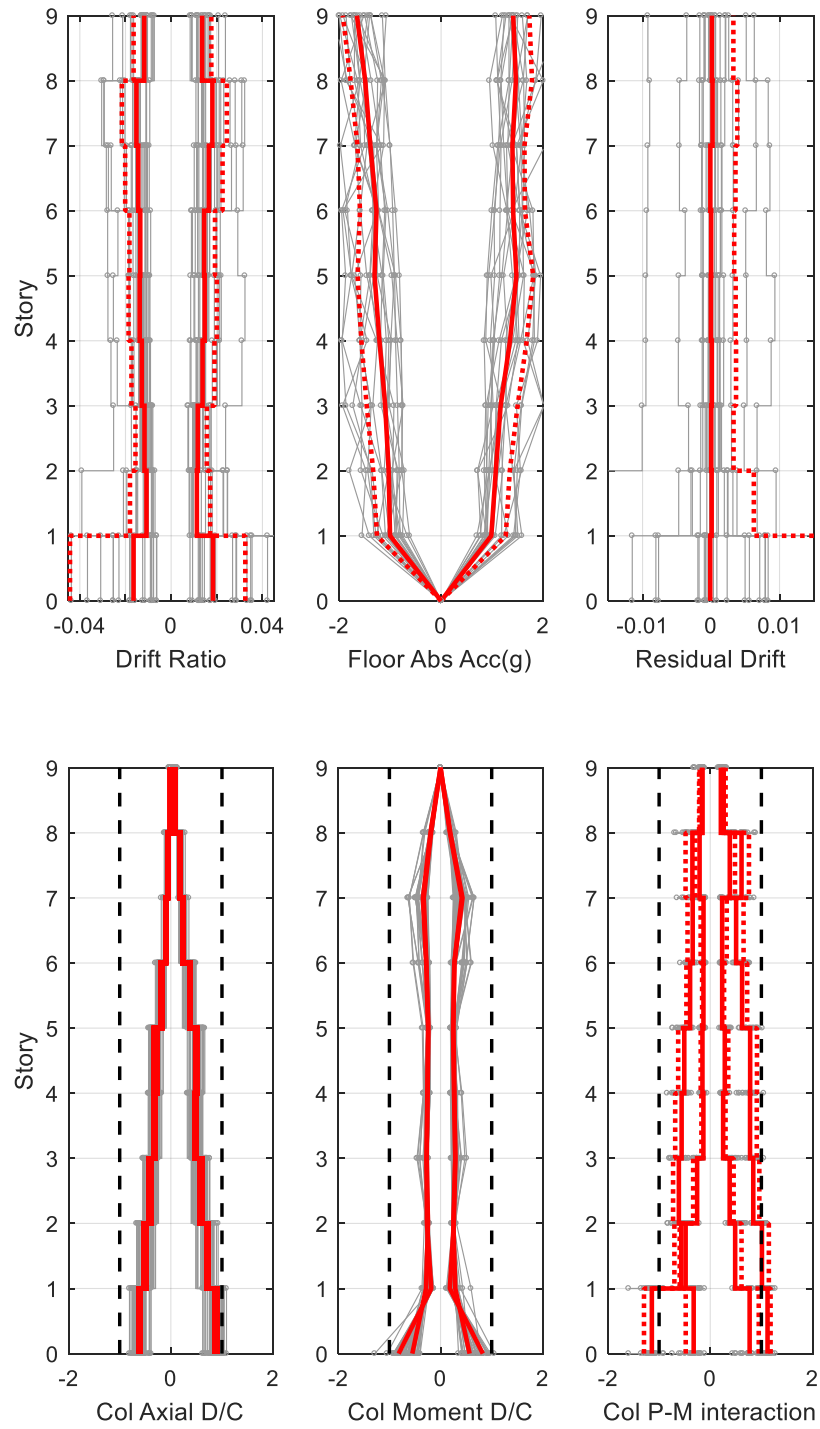 9 9 9
8 8 8
7 7 7
6 6 6
5 5 5
Story
4 4 4
3 3 3
2 2 2
1 1 1
0 0 0
-0.04 0 0.04 -2 0 2 -0.01 0 0.01
Drift Ratio Floor Abs Acc(g) Residual Drift
9 9 9
8 8 8
7 7 7
6 6 6
5 5 5
Story
4 4 4
3 3 3
2 2 2
1 1 1
0 0 0
-2 0 2 -2 0 2 -2 0 2
Col Axial D/C Col Moment D/C Col P-M interaction